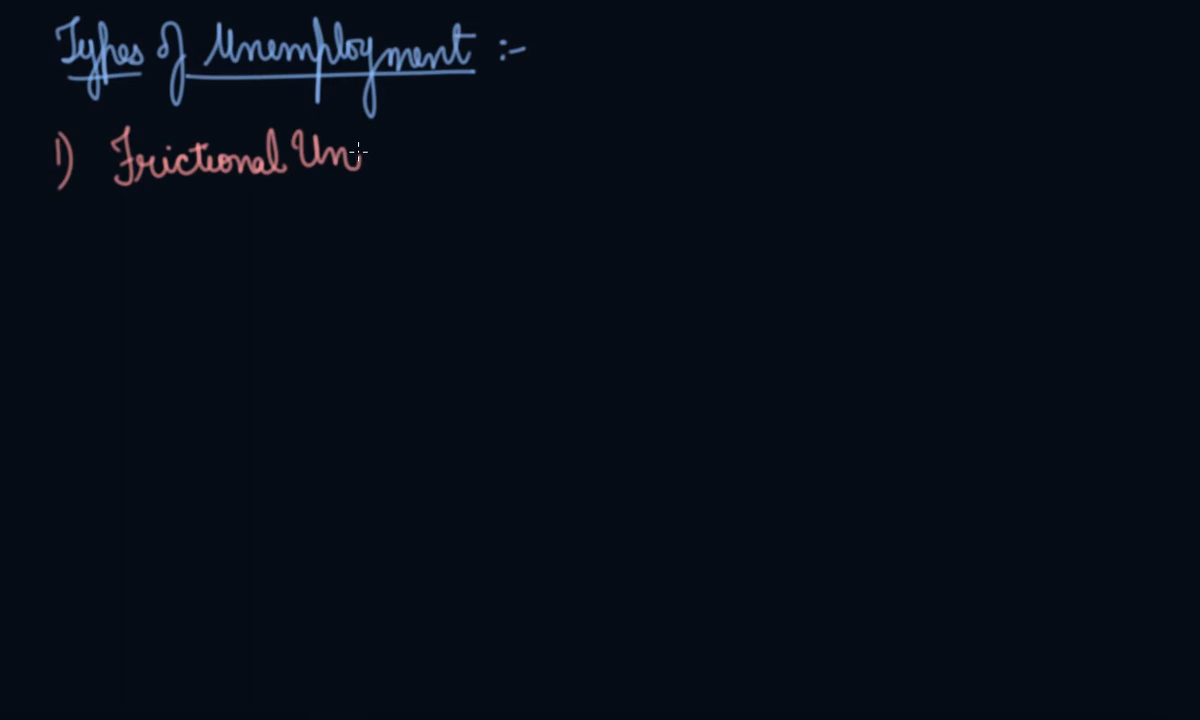 Types of Unemployment :-
1) Frictional Un